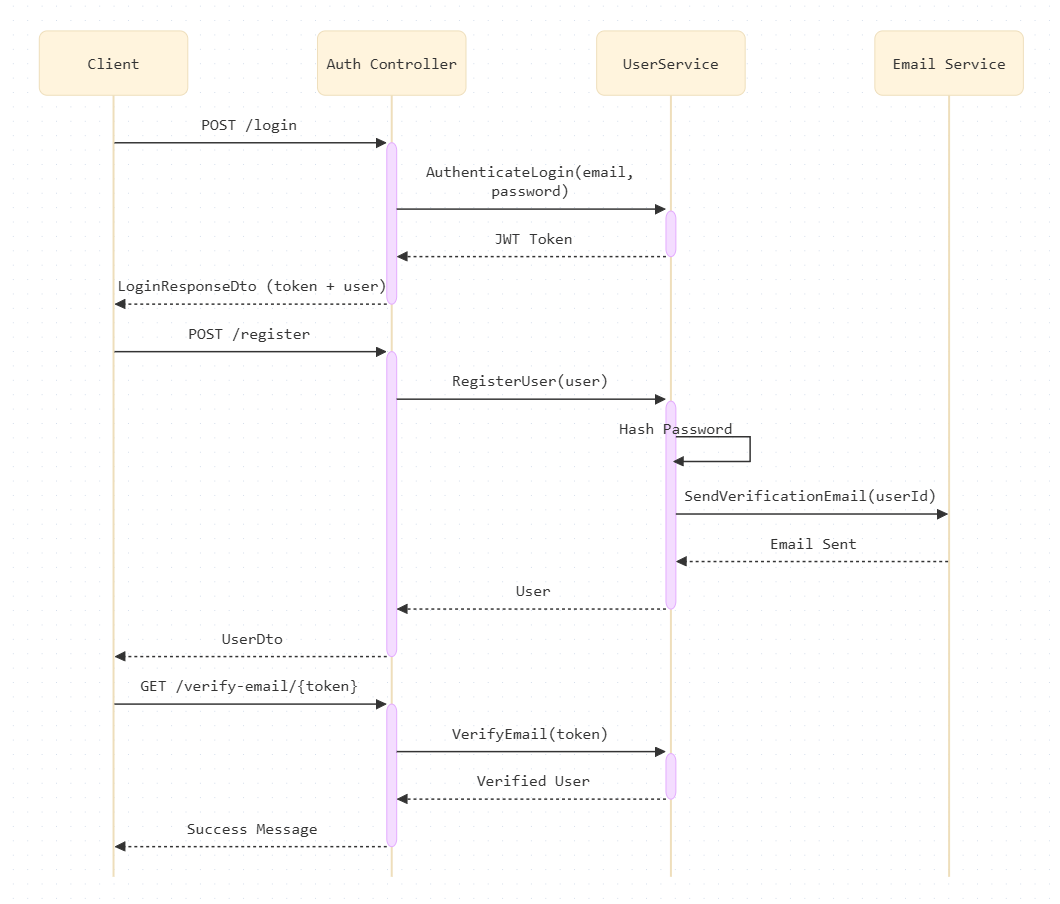 Client
Auth Controller
UserService
Email Service
POST /login
AuthenticateLogin(email,
password)
JWT Token
LoginResponseDto (token + user)
POST /register
RegisterUser(user)
Hash Password
SendVerificationEmail(userId)
Email Sent
User
UserDto
GET /verify-email/{token}
VerifyEmail(token)
Verified User
Success Message